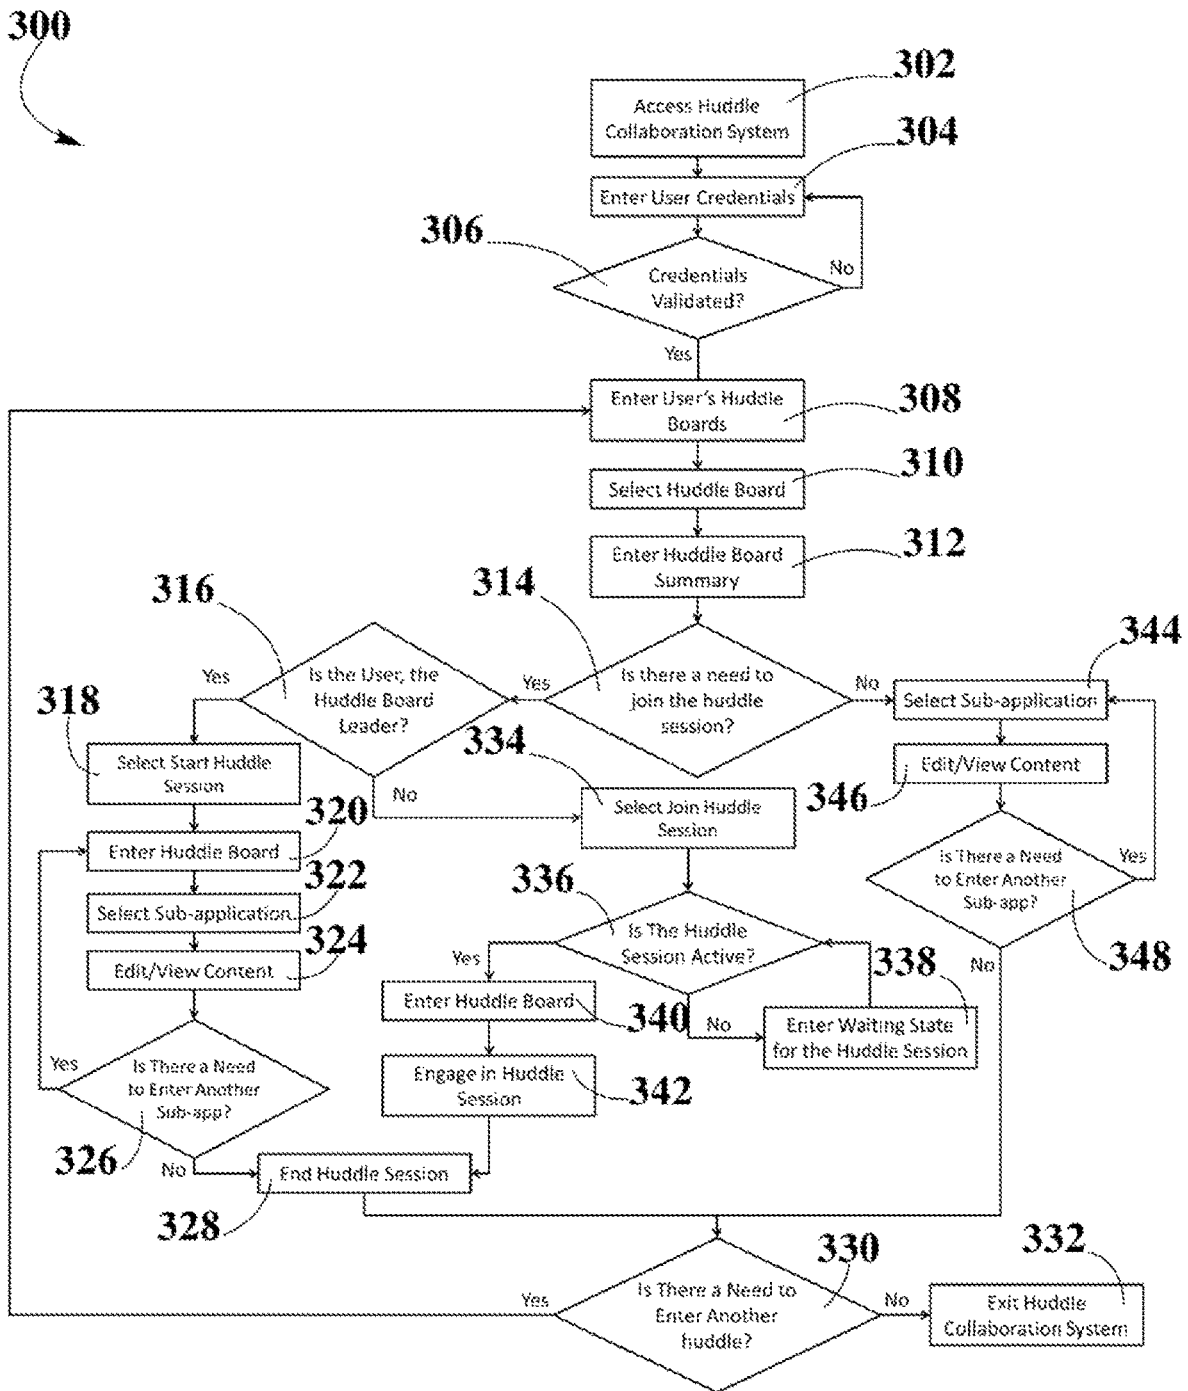 300
302
Access Huddle
Collaboration System
304
Enter User Credentials
306
Credentials
Validated?
No
Yes
Enter User's Huddle
Boards
308
310
Select Huddle Board
312
Enter Huddle Board
Summary
314
Is there a need to
join the huddle
session?
Yes
No
316
Is the User, the
Huddle Board
Leader?
Yes
No
318
Select Start Huddle
Session
320
Enter Huddle Board
322
Select Sub-application
324
Edit/View Content
Is There a Need
to Enter Another
Sub-app?
Yes
No
326
334
Select Join Huddle
Session
336
Is The Huddle
Session Active?
Yes
No
338
Enter Waiting State
for the Huddle Session
Enter Huddle Board
340
Engage in Huddle
Session
342
344
Select Sub-application
Edit/View Content
346
Is There a Need
to Enter Another
Sub-app?
Yes
No
348
End Huddle Session
328
330
Is There a Need to
Enter Another
huddle?
Yes
No
332
Exit Huddle
Collaboration System